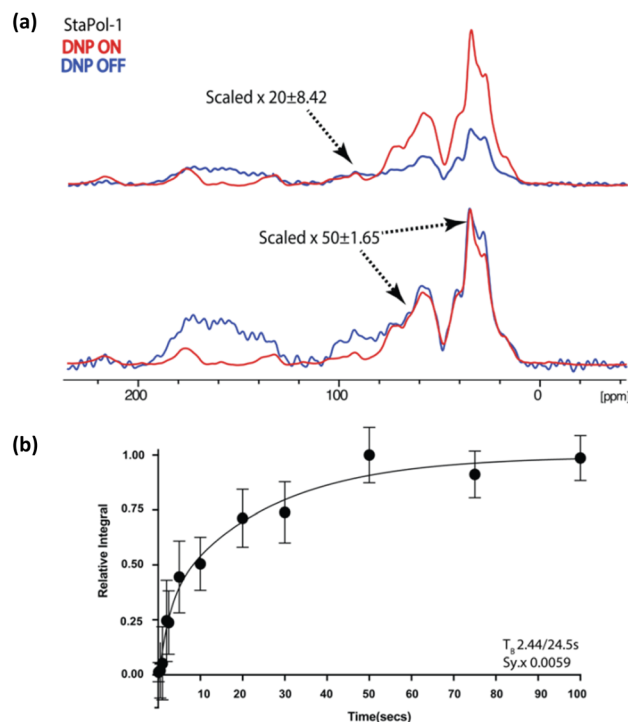 (a)
StaPol-1
DNP ON
DNP OFF
Scaled x 20±8.42
Scaled x 50±1.65
200 100 0 [ppm]
(b)
1.00
0.75
0.50
0.25
0.00
Relative Integral
10 20 30 40 50 60 70 80 90 100
Time(secs)
T_B 2.44/24.5s
Sy.x 0.0059